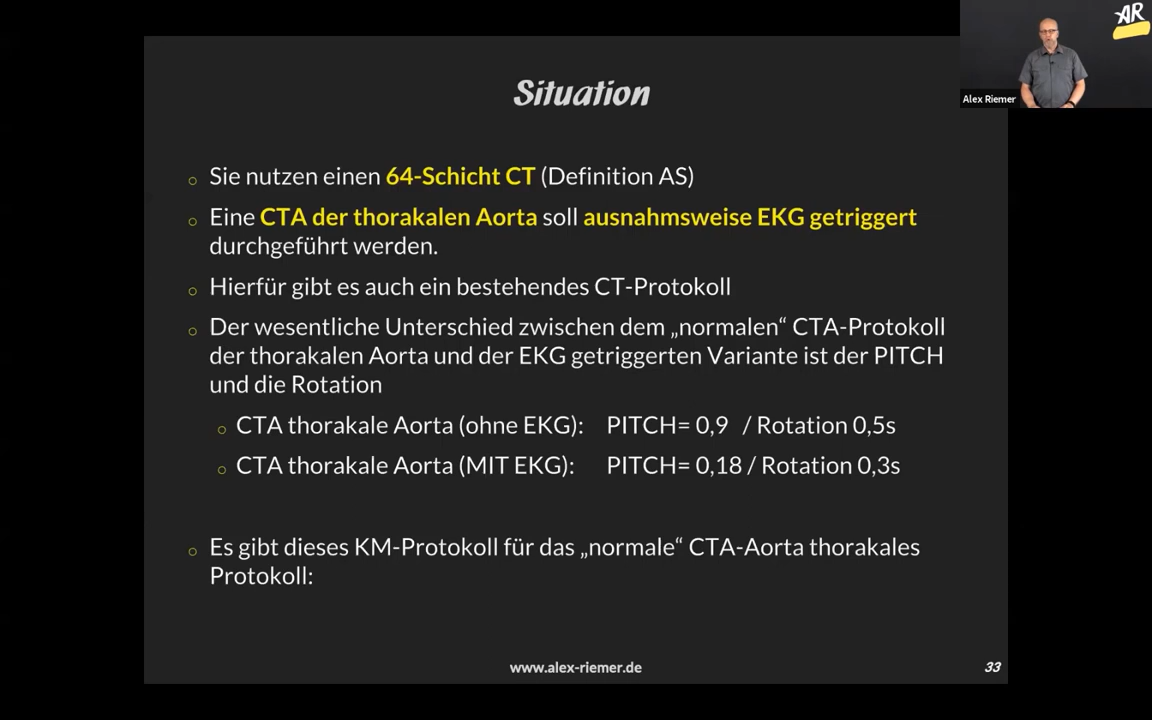 AR
Alex Riemer
Situation
Sie nutzen einen 64-Schicht CT (Definition AS)
Eine CTA der thorakalen Aorta soll ausnahmsweise EKG getriggert
durchgeführt werden.
Hierfür gibt es auch ein bestehendes CT-Protokoll
Der wesentliche Unterschied zwischen dem „normalen“ CTA-Protokoll
der thorakalen Aorta und der EKG getriggerten Variante ist der PITCH
und die Rotation
CTA thorakale Aorta (ohne EKG): PITCH= 0,9 / Rotation 0,5s
CTA thorakale Aorta (MIT EKG): PITCH= 0,18 / Rotation 0,3s
Es gibt dieses KM-Protokoll für das „normale“ CTA-Aorta thorakales
Protokoll:
www.alex-riemer.de
33